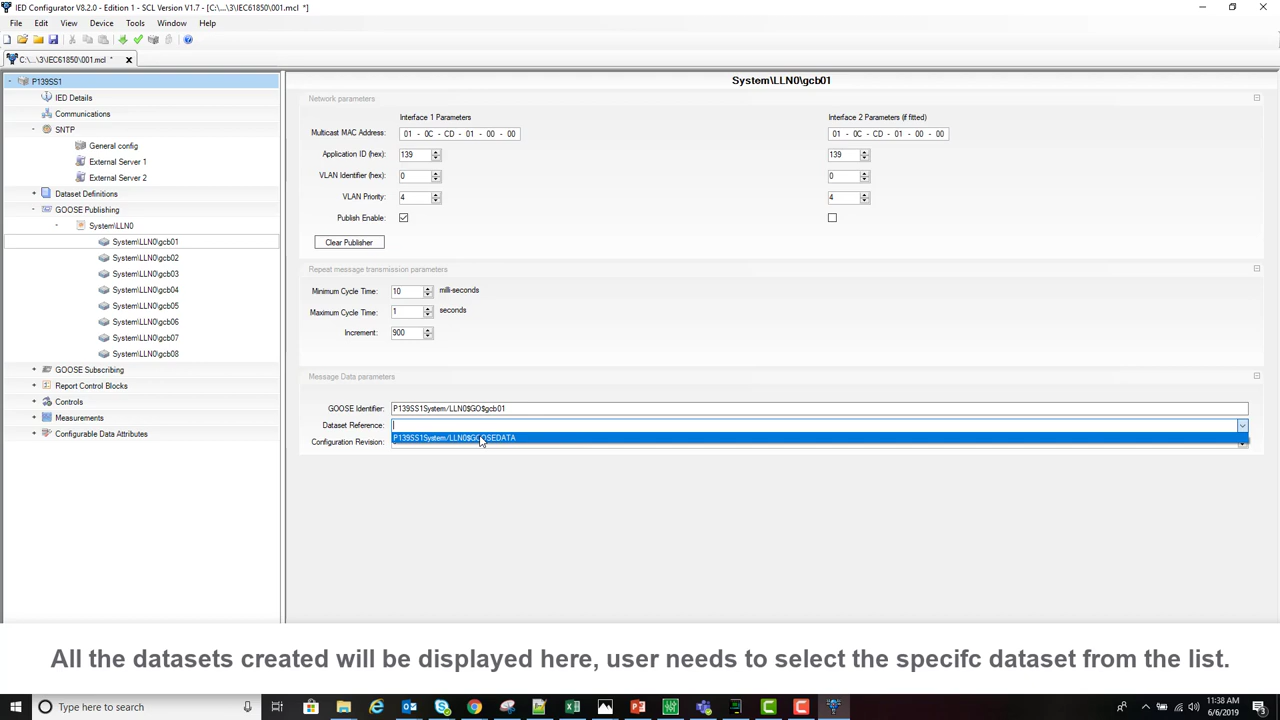 IED Configurator V8.2.0 - Edition 1 - SCL Version V1.7 - [C:\...\3\IEC61850\001.mcl *]
File Edit View Device Tools Window Help
C:\...\3\IEC61850\001.mcl *
P139SS1
IED Details
Communications
SNTP
General config
External Server 1
External Server 2
Dataset Definitions
GOOSE Publishing
System\LLN0
System\LLN0\gcb01
System\LLN0\gcb02
System\LLN0\gcb03
System\LLN0\gcb04
System\LLN0\gcb05
System\LLN0\gcb06
System\LLN0\gcb07
System\LLN0\gcb08
GOOSE Subscribing
Report Control Blocks
Controls
Measurements
Configurable Data Attributes
System\LLN0\gcb01
Network parameters
Interface 1 Parameters Interface 2 Parameters (if fitted)
Multicast MAC Address: 01 - 0C - CD - 01 - 00 - 00 01 - 0C - CD - 01 - 00 - 00
Application ID (hex): 139 139
VLAN Identifier (hex): 0 0
VLAN Priority: 4 4
Publish Enable:
Clear Publisher
Repeat message transmission parameters
Minimum Cycle Time: 10 milli-seconds
Maximum Cycle Time: 1 seconds
Increment: 900
Message Data parameters
GOOSE Identifier: P139SS1System/LLN0$GO$gcb01
Dataset Reference:
P139SS1System/LLN0$GOOSEDATA
Configuration Revision:
All the datasets created will be displayed here, user needs to select the specifc dataset from the list.
Type here to search
11:38 AM
6/6/2019